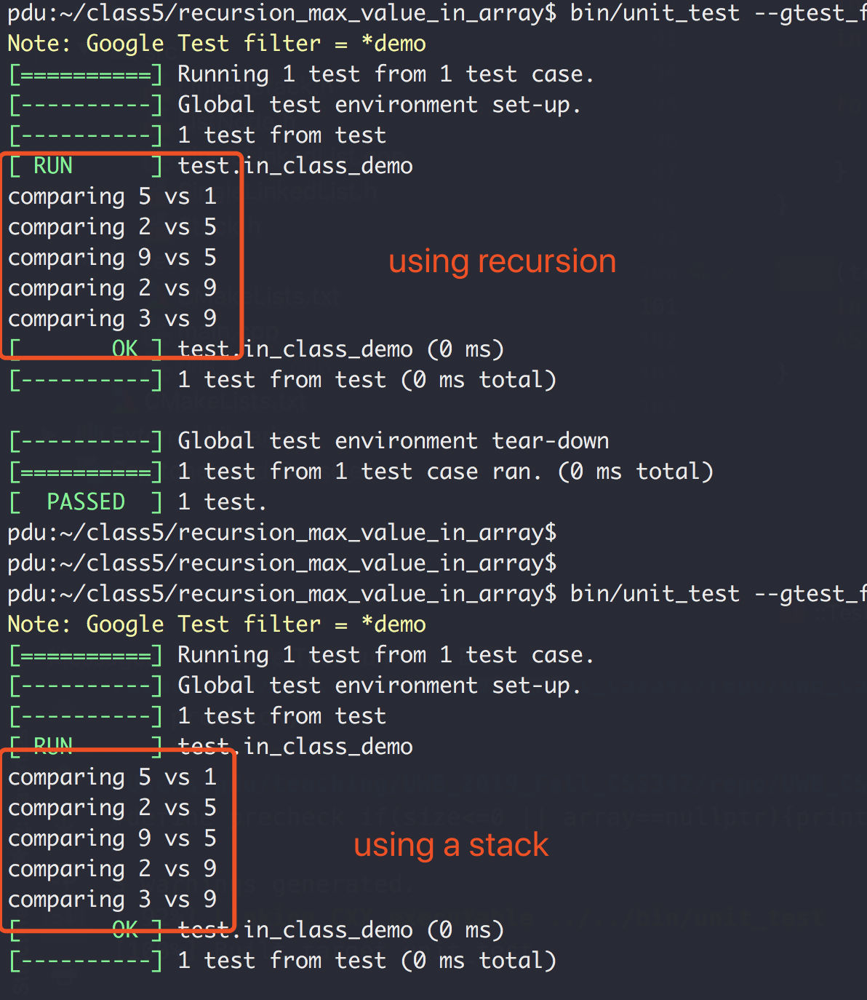 pdu:~/class5/recursion_max_value_in_array$ bin/unit_test --gtest_f
Note: Google Test filter = *demo
[==========] Running 1 test from 1 test case.
[----------] Global test environment set-up.
[----------] 1 test from test
[ RUN      ] test.in_class_demo
comparing 5 vs 1
comparing 2 vs 5
comparing 9 vs 5
comparing 2 vs 9
comparing 3 vs 9
using recursion
[       OK ] test.in_class_demo (0 ms)
[----------] 1 test from test (0 ms total)
[----------] Global test environment tear-down
[==========] 1 test from 1 test case ran. (0 ms total)
[  PASSED  ] 1 test.
pdu:~/class5/recursion_max_value_in_array$
pdu:~/class5/recursion_max_value_in_array$
pdu:~/class5/recursion_max_value_in_array$ bin/unit_test --gtest_f
Note: Google Test filter = *demo
[==========] Running 1 test from 1 test case.
[----------] Global test environment set-up.
[----------] 1 test from test
[ RUN      ] test.in_class_demo
comparing 5 vs 1
comparing 2 vs 5
comparing 9 vs 5
comparing 2 vs 9
comparing 3 vs 9
using a stack
[       OK ] test.in_class_demo (0 ms)
[----------] 1 test from test (0 ms total)